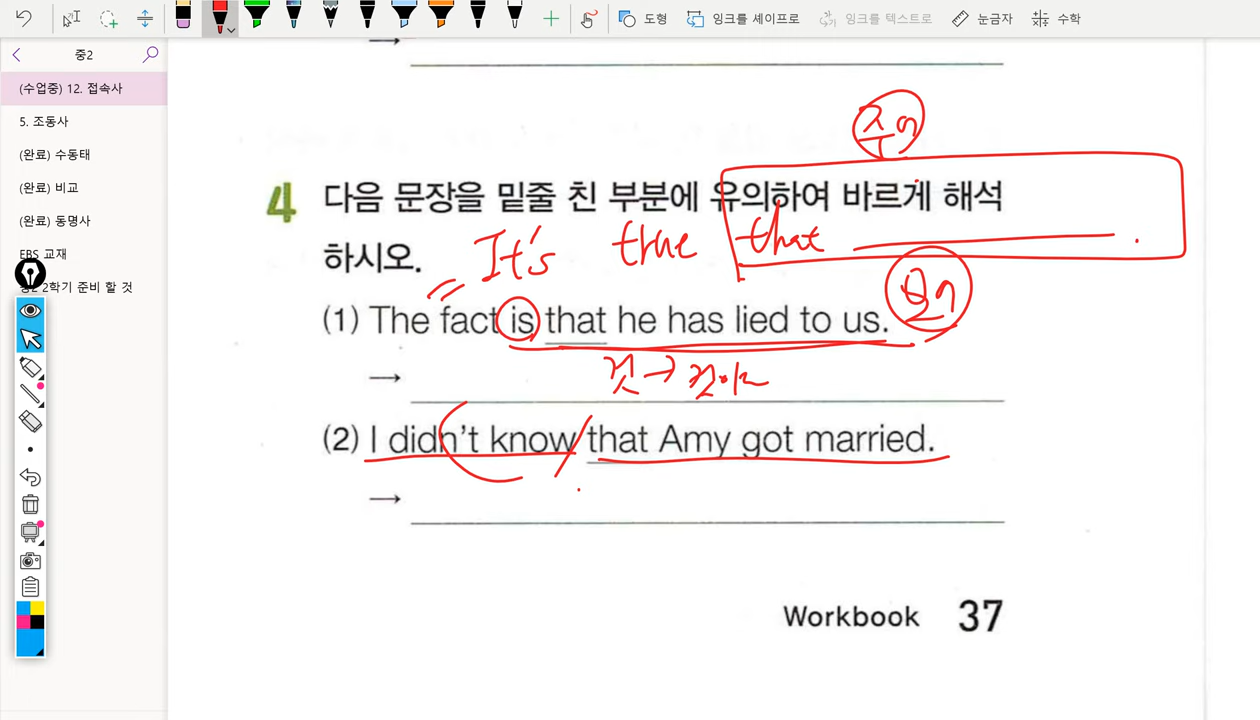 도형 잉크를 셰이프로 잉크를 텍스트로 눈금자 수학
중2
(수업중) 12. 접속사
5. 조동사
(완료) 수동태
(완료) 비교
(완료) 동명사
EBS 교재
2학기 준비 할 것
주어
4 다음 문장을 밑줄 친 부분에 유의하여 바르게 해석
하시오.
It's true that .
(1) The fact is that he has lied to us.
보어
→
것 → 것이다
(2) I didn't know that Amy got married.
→
Workbook 37